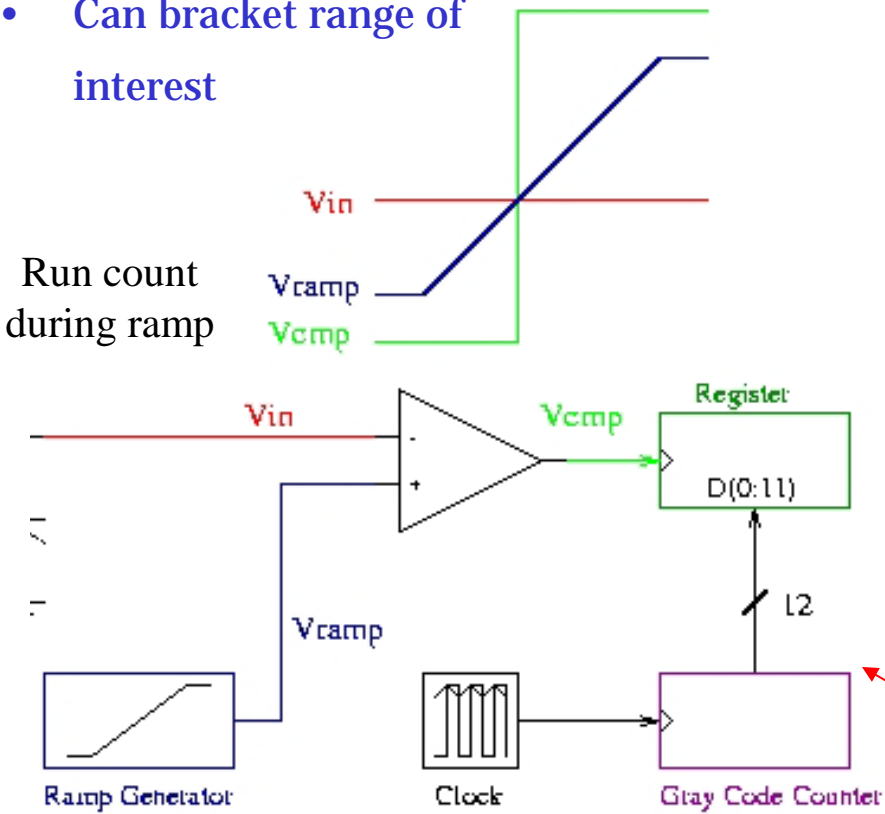 • Can bracket range of
interest
Vin
Run count
during ramp
Vramp
Vcmp
Vin
Vcmp
Register
-
+
D(0:11)
12
Vramp
Ramp Generator
Clock
Gray Code Counter